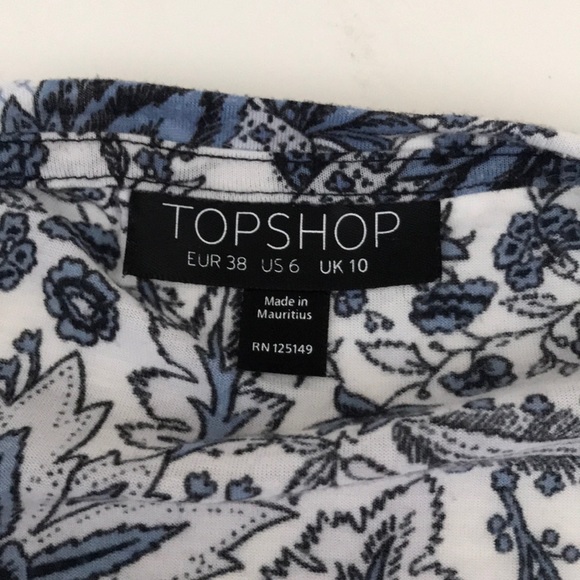 TOPSHOP
EUR 38 US 6 UK 10
Made in
Mauritius
RN 125149